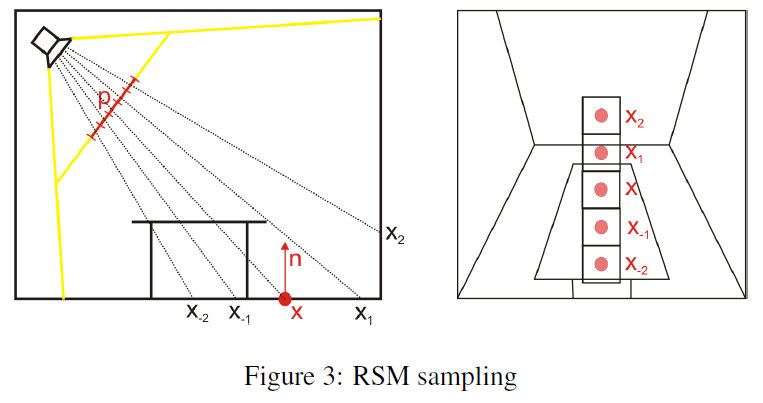 p
n
x₂
x₋₂
x₋₁
x
x₁
x₂
x₁
x
x₋₁
x₋₂
Figure 3: RSM sampling